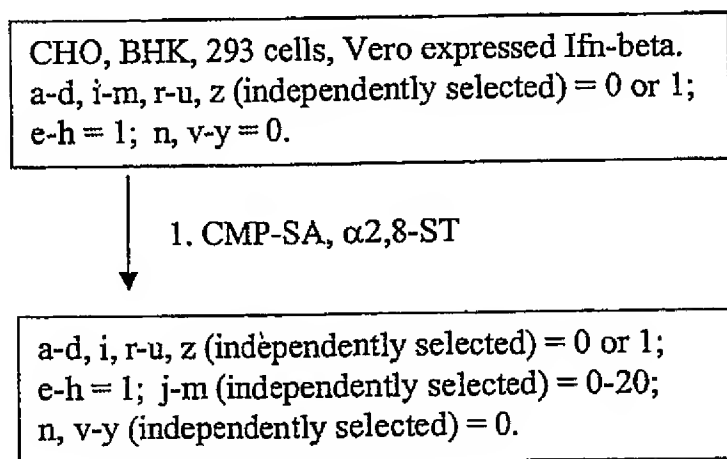 CHO, BHK, 293 cells, Vero expressed Ifn-beta.
a-d, i-m, r-u, z (independently selected) = 0 or 1;
e-h = 1; n, v-y = 0.
1. CMP-SA, α2,8-ST
a-d, i, r-u, z (independently selected) = 0 or 1;
e-h = 1; j-m (independently selected) = 0-20;
n, v-y (independently selected) = 0.